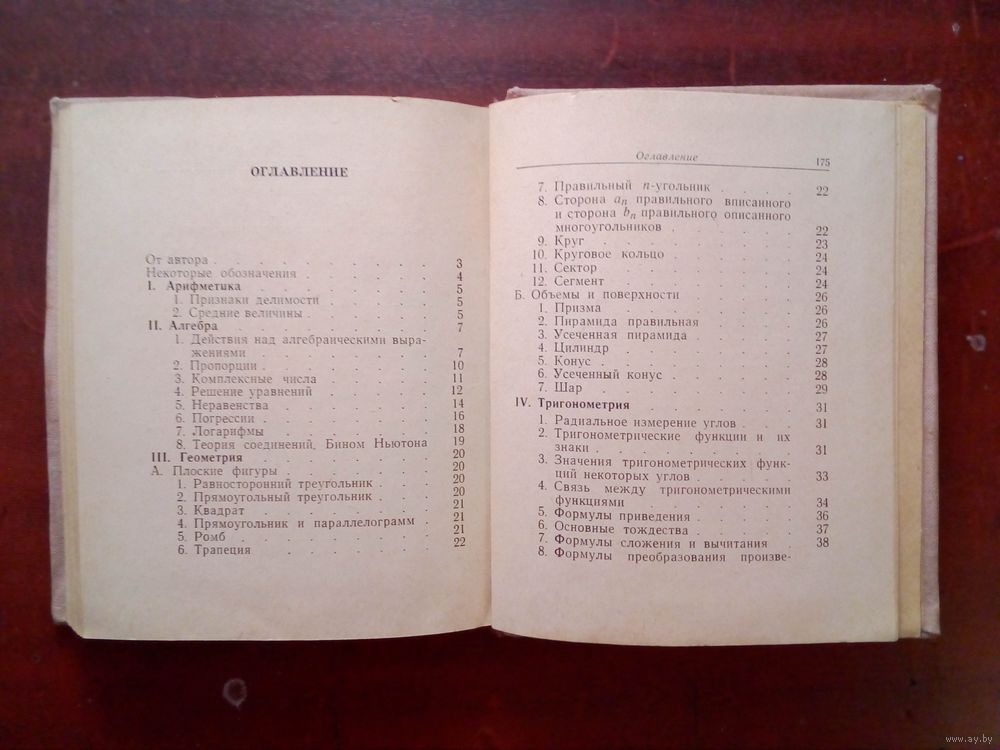 ОГЛАВЛЕНИЕ
От автора . . . . . . . . . . 3
Некоторые обозначения . . . . . . 4
I. Арифметика . . . . . . . . . 5
1. Признаки делимости . . . . . 5
2. Средние величины . . . . . . 5
II. Алгебра . . . . . . . . . . 7
1. Действия над алгебраическими выра-
жениями . . . . . . . . . 7
2. Пропорции . . . . . . . . 10
3. Комплексные числа . . . . . 11
4. Решение уравнений . . . . . 12
5. Неравенства . . . . . . . 14
6. Погрессии . . . . . . . . 16
7. Логарифмы . . . . . . . 18
8. Теория соединений. Бином Ньютона 19
III. Геометрия . . . . . . . . . 20
А. Плоские фигуры . . . . . . . 20
1. Равносторонний треугольник . . 20
2. Прямоугольный треугольник . . 20
3. Квадрат . . . . . . . . 21
4. Прямоугольник и параллелограмм . 21
5. Ромб . . . . . . . . . 21
6. Трапеция . . . . . . . . 22
Оглавление 175
7. Правильный n-угольник . . . . 22
8. Сторона aₙ правильного вписанного
и сторона bₙ правильного описанного
многоугольников . . . . . . 22
9. Круг . . . . . . . . . 23
10. Круговое кольцо . . . . . . 24
11. Сектор . . . . . . . . 24
12. Сегмент . . . . . . . . 24
Б. Объемы и поверхности . . . . . 26
1. Призма . . . . . . . . 26
2. Пирамида правильная . . . . 26
3. Усеченная пирамида . . . . . 27
4. Цилиндр . . . . . . . . 27
5. Конус . . . . . . . . . 28
6. Усеченный конус . . . . . . 28
7. Шар . . . . . . . . . 29
IV. Тригонометрия . . . . . . . 31
1. Радиальное измерение углов . . . 31
2. Тригонометрические функции и их
знаки . . . . . . . . . 31
3. Значения тригонометрических функ-
ций некоторых углов . . . . . 33
4. Связь между тригонометрическими
функциями . . . . . . . . 34
5. Формулы приведения . . . . . 36
6. Основные тождества . . . . . 37
7. Формулы сложения и вычитания . 38
8. Формулы преобразования произве-
www.ay.by